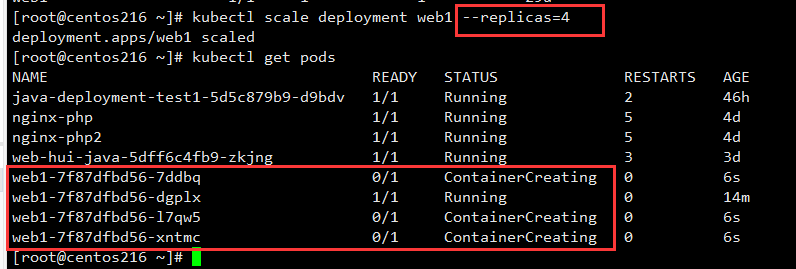 [root@centos216 ~]# kubectl scale deployment web1 --replicas=4
deployment.apps/web1 scaled
[root@centos216 ~]# kubectl get pods
NAME READY STATUS RESTARTS AGE
java-deployment-test1-5d5c879b9-d9bdv 1/1 Running 2 46h
nginx-php 1/1 Running 5 4d
nginx-php2 1/1 Running 5 4d
web-hui-java-5dff6c4fb9-zkjng 1/1 Running 3 3d
web1-7f87dfbd56-7ddbq 0/1 ContainerCreating 0 6s
web1-7f87dfbd56-dgplx 1/1 Running 0 14m
web1-7f87dfbd56-l7qw5 0/1 ContainerCreating 0 6s
web1-7f87dfbd56-xntmc 0/1 ContainerCreating 0 6s
[root@centos216 ~]#